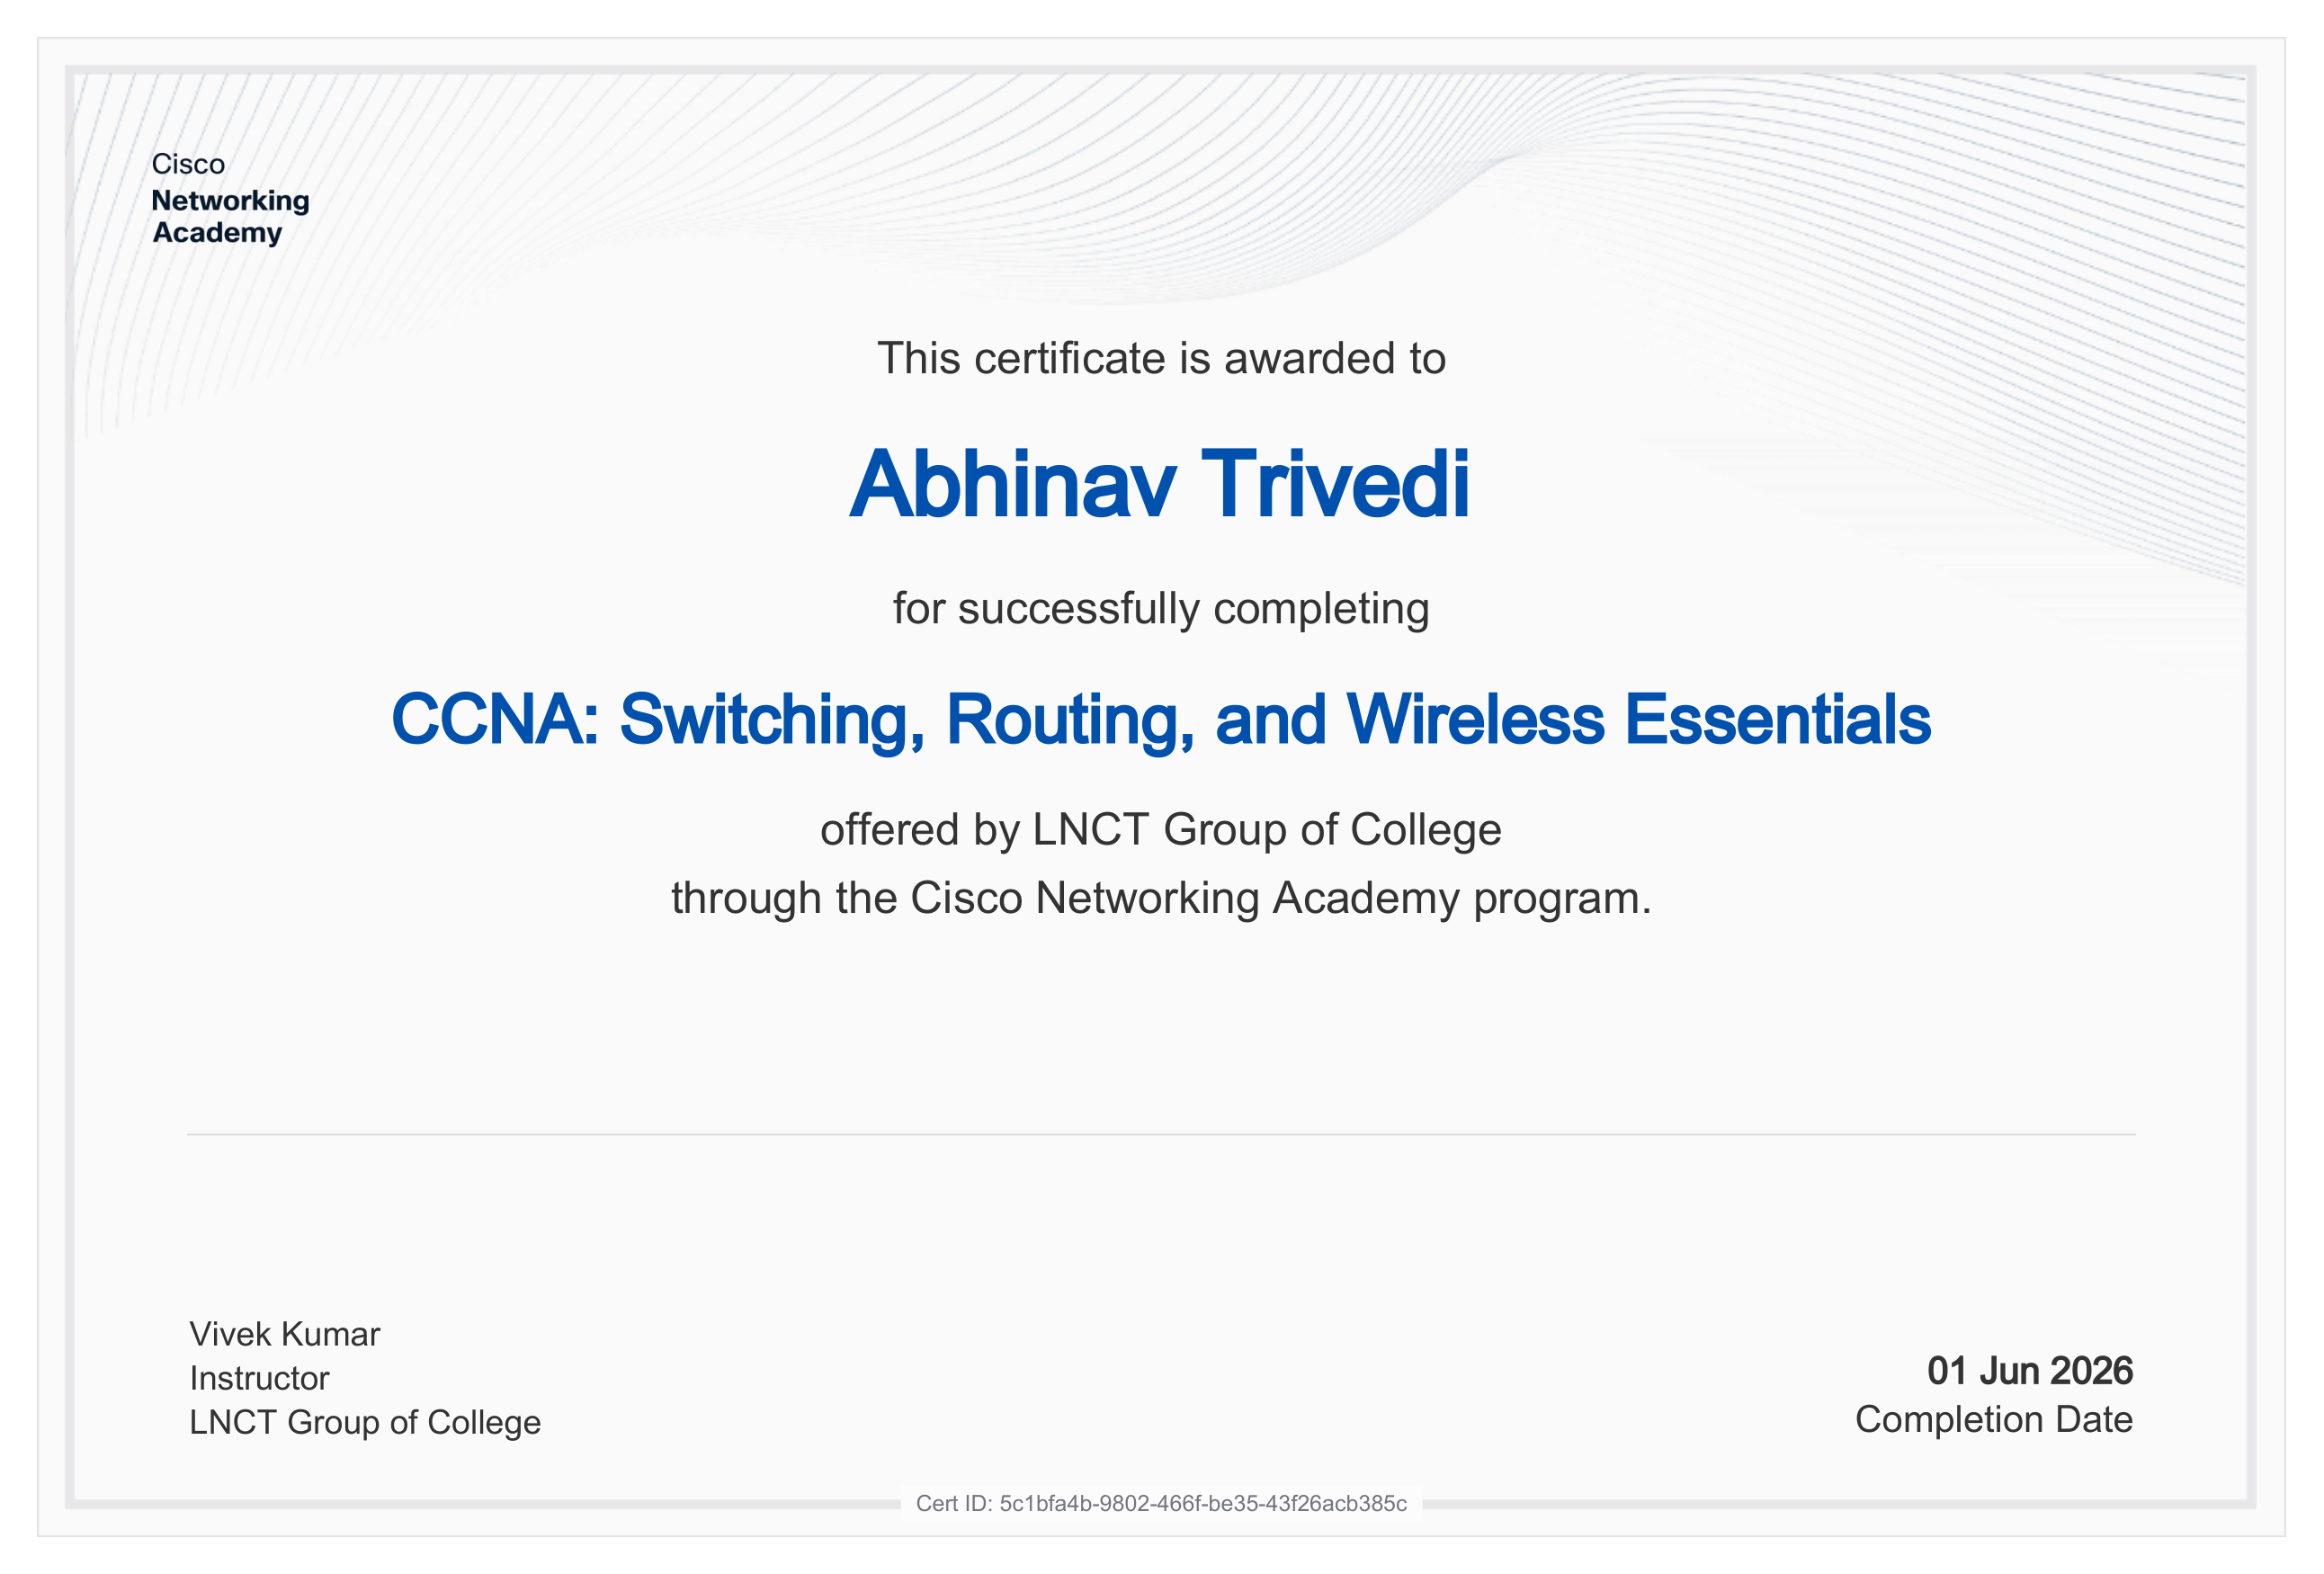 Cisco
Networking
Academy
This certificate is awarded to
Abhinav Trivedi
for successfully completing
CCNA: Switching, Routing, and Wireless Essentials
offered by LNCT Group of College
through the Cisco Networking Academy program.
Vivek Kumar
Instructor
LNCT Group of College
01 Jun 2026
Completion Date
Cert ID: 5c1bfa4b-9802-466f-be35-43f26acb385c